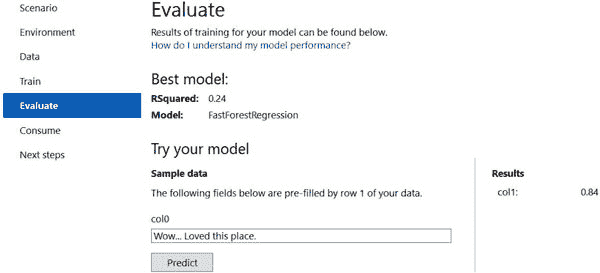 Scenario
Environment
Data
Train
Evaluate
Consume
Next steps
Evaluate
Results of training for your model can be found below.
How do I understand my model performance?
Best model:
RSquared: 0.24
Model: FastForestRegression
Try your model
Sample data
The following fields below are pre-filled by row 1 of your data.
col0
Wow... Loved this place.
Predict
Results
col1: 0.84